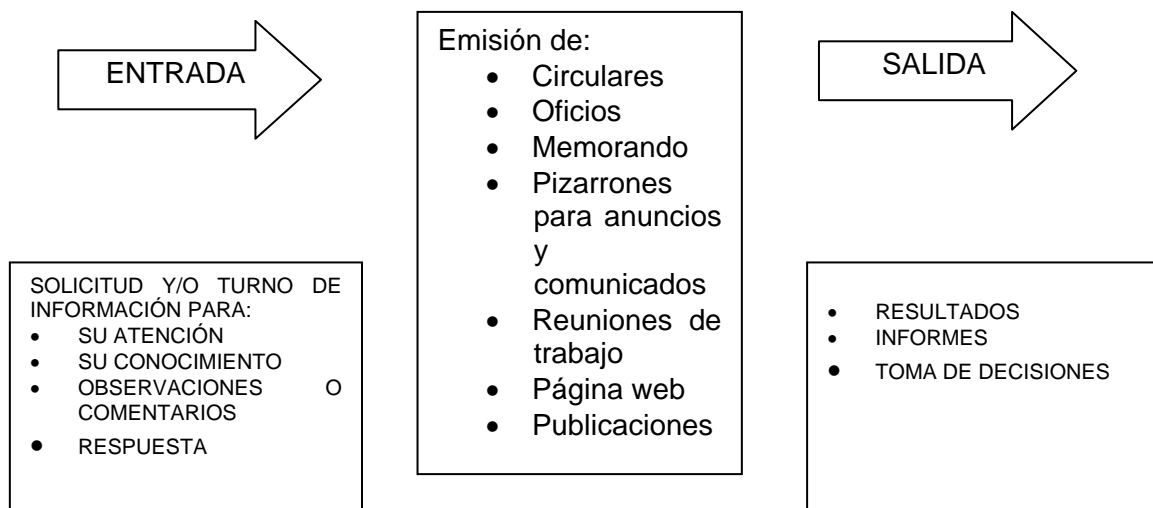 ENTRADA
SOLICITUD Y/O TURNO DE
INFORMACIÓN PARA:
• SU ATENCIÓN
• SU CONOCIMIENTO
• OBSERVACIONES O
COMENTARIOS
• RESPUESTA
Emisión de:
• Circulares
• Oficios
• Memorando
• Pizarrones
para anuncios
y
comunicados
• Reuniones de
trabajo
• Página web
• Publicaciones
SALIDA
• RESULTADOS
• INFORMES
• TOMA DE DECISIONES